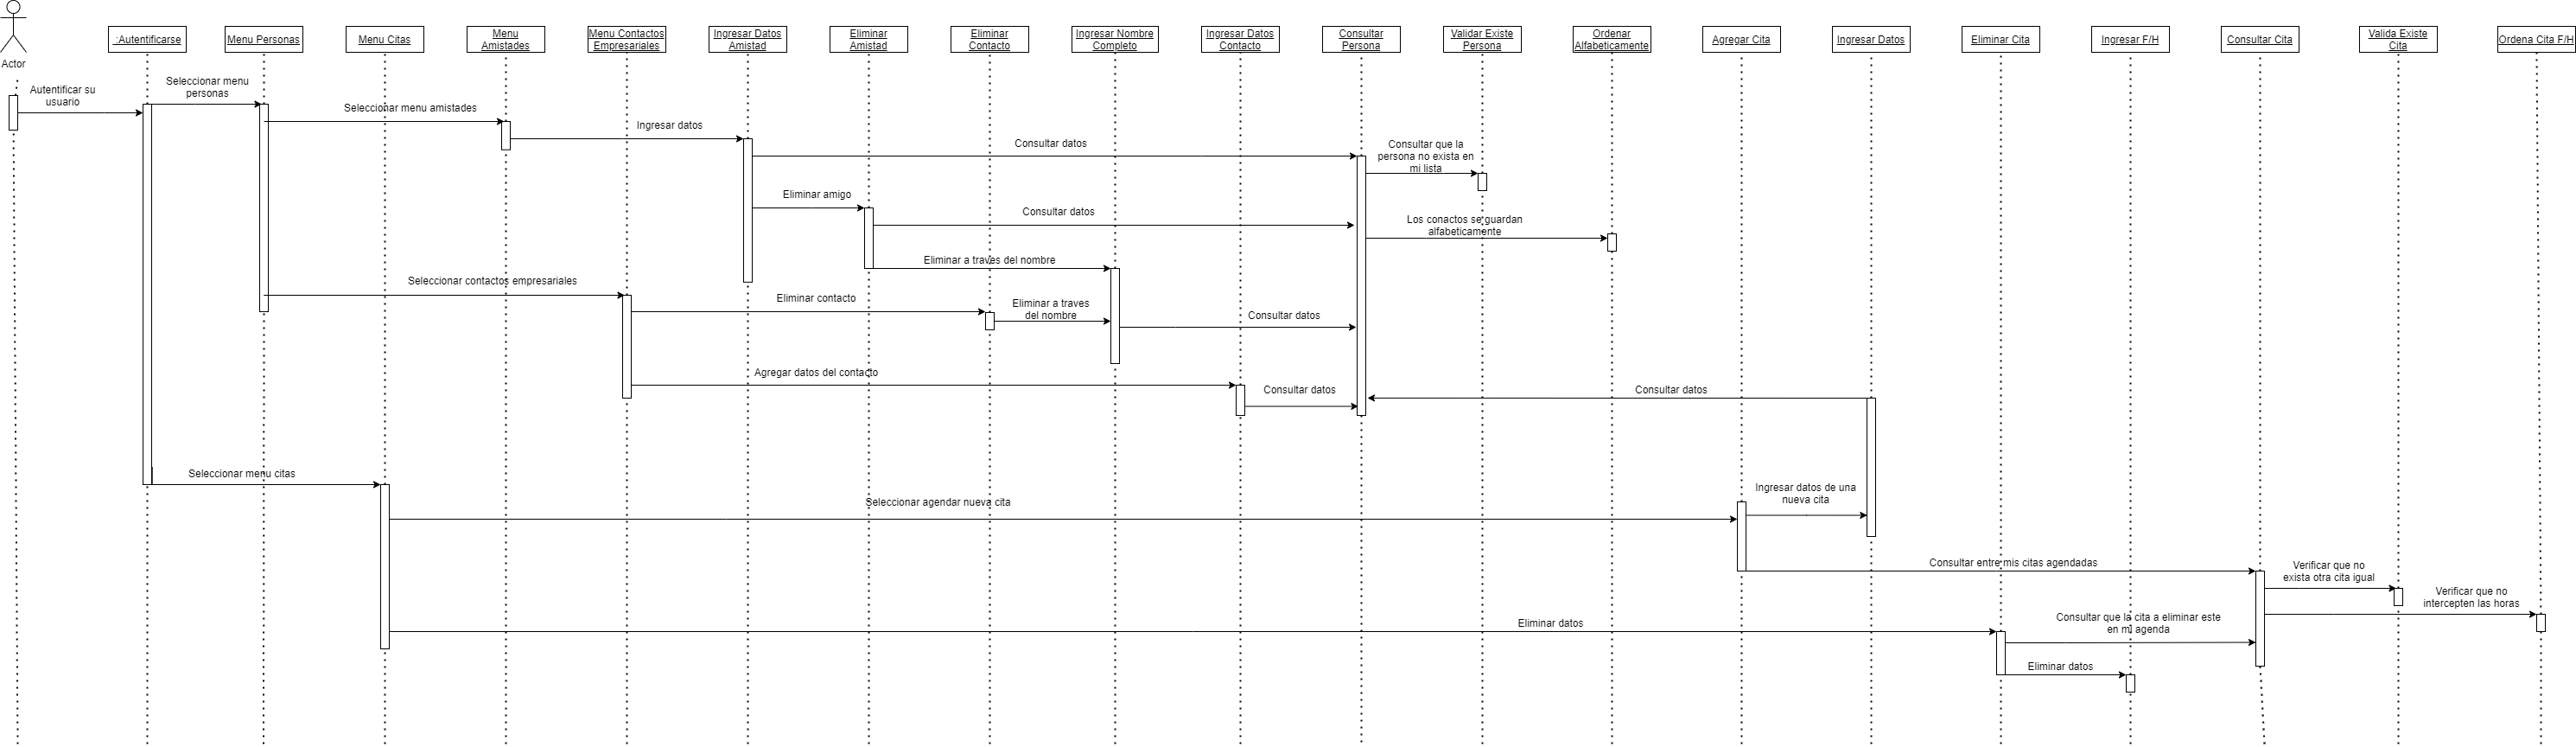 Actor
:Autentificarse
Menu Personas
Menu Citas
Menu
Amistades
Menu Contactos
Empresariales
Ingresar Datos
Amistad
Eliminar
Amistad
Eliminar
Contacto
Ingresar Nombre
Completo
Ingresar Datos
Contacto
Consultar
Persona
Validar Existe
Persona
Ordenar
Alfabeticamente
Agregar Cita
Ingresar Datos
Eliminar Cita
Ingresar F/H
Consultar Cita
Valida Existe
Cita
Ordena Cita F/H
Autentificar su
usuario
Seleccionar menu
personas
Seleccionar menu amistades
Ingresar datos
Consultar datos
Consultar que la
persona no exista en
mi lista
Eliminar amigo
Consultar datos
Los conactos se guardan
alfabeticamente
Eliminar a traves del nombre
Seleccionar contactos empresariales
Eliminar contacto
Eliminar a traves
del nombre
Consultar datos
Agregar datos del contacto
Consultar datos
Consultar datos
Seleccionar menu citas
Seleccionar agendar nueva cita
Ingresar datos de una
nueva cita
Consultar entre mis citas agendadas
Verificar que no
exista otra cita igual
Verificar que no
intercepten las horas
Eliminar datos
Consultar que la cita a eliminar este
en mi agenda
Eliminar datos